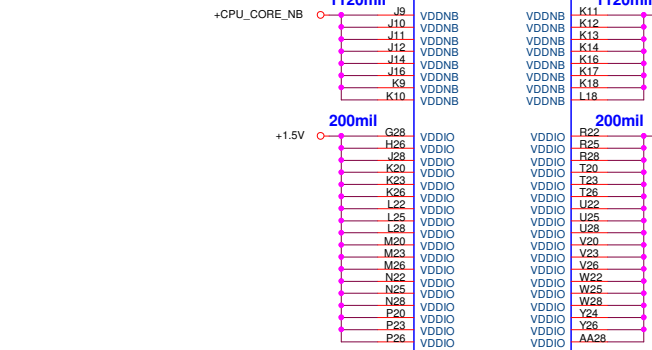 1120mil 1120mil
+CPU_CORE_NB J9 VDDNB VDDNB K11
J10 VDDNB VDDNB K12
J11 VDDNB VDDNB K13
J12 VDDNB VDDNB K14
J14 VDDNB VDDNB K16
J16 VDDNB VDDNB K17
K9 VDDNB VDDNB K18
K10 VDDNB VDDNB L18
200mil 200mil
+1.5V G28 VDDIO VDDIO R22
H26 VDDIO VDDIO R25
J28 VDDIO VDDIO R28
K20 VDDIO VDDIO T20
K23 VDDIO VDDIO T23
K26 VDDIO VDDIO T26
L22 VDDIO VDDIO U22
L25 VDDIO VDDIO U25
L28 VDDIO VDDIO U28
M20 VDDIO VDDIO V20
M23 VDDIO VDDIO V23
M26 VDDIO VDDIO V26
N22 VDDIO VDDIO W22
N25 VDDIO VDDIO W25
N28 VDDIO VDDIO W28
P20 VDDIO VDDIO Y24
P23 VDDIO VDDIO Y26
P26 VDDIO VDDIO AA28